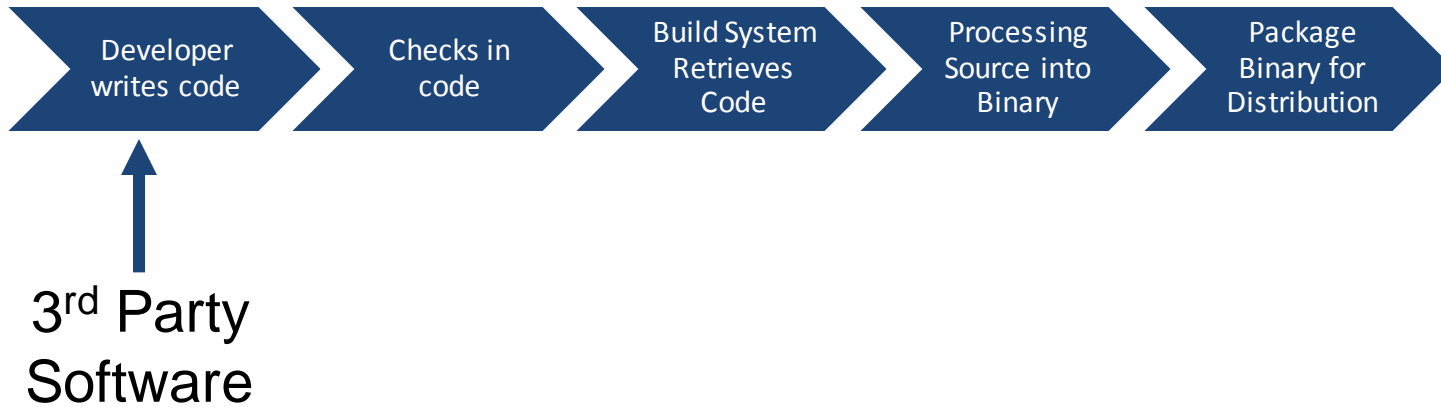 Developer
writes code
Checks in
code
Build System
Retrieves
Code
Processing
Source into
Binary
Package
Binary for
Distribution
3rd Party
Software